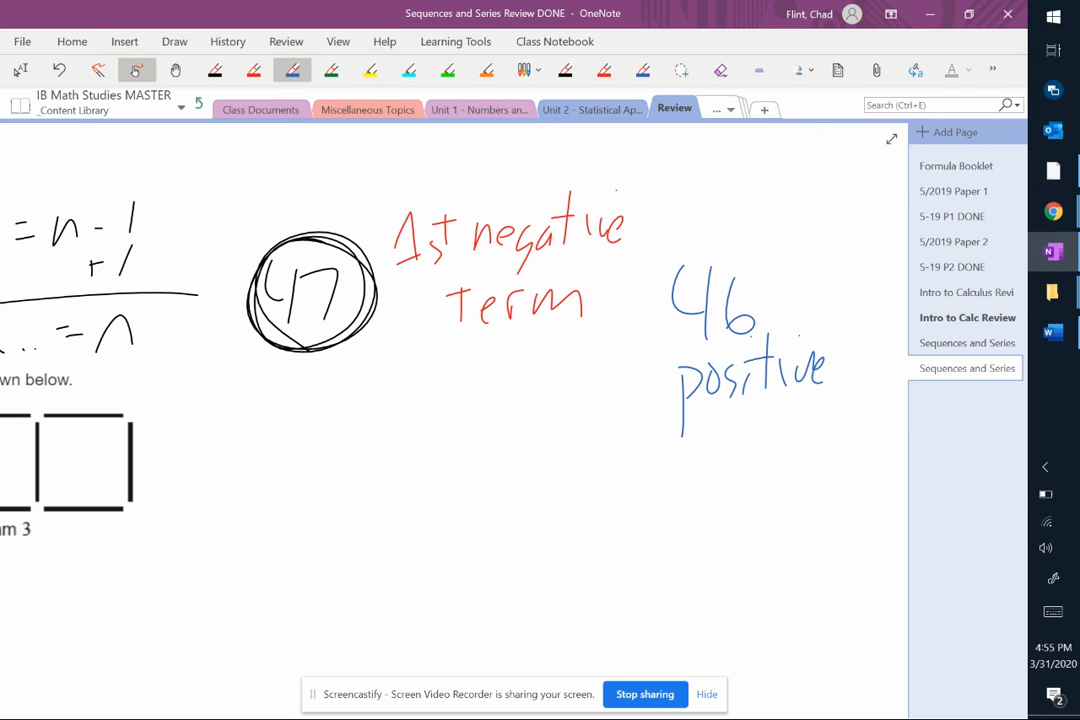 Sequences and Series Review DONE - OneNote
Flint, Chad
File Home Insert Draw History Review View Help Learning Tools Class Notebook
IB Math Studies MASTER
_Content Library
Class Documents
Miscellaneous Topics
Unit 1 - Numbers an...
Unit 2 - Statistical Ap...
Review
...
Search (Ctrl+E)
Add Page
Formula Booklet
5/2019 Paper 1
5-19 P1 DONE
5/2019 Paper 2
5-19 P2 DONE
Intro to Calculus Revi
Intro to Calc Review
Sequences and Series
Sequences and Series
= n - 1
+ 1
... = n
47
1st negative
term
46
positive
own below.
am 3
Screencastify - Screen Video Recorder is sharing your screen.
Stop sharing
Hide
4:55 PM
3/31/2020
2